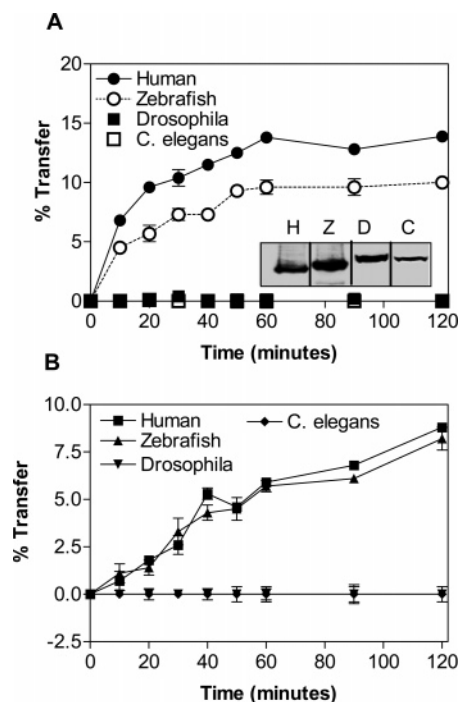 A
20
Human
Zebrafish
15
Drosophila
C. elegans
% Transfer
10
H Z D C
5
0
0 20 40 60 80 100 120
Time (minutes)
B
10.0
Human C. elegans
Zebrafish
7.5
Drosophila
% Transfer
5.0
2.5
0.0
-2.5
0 20 40 60 80 100 120
Time (minutes)